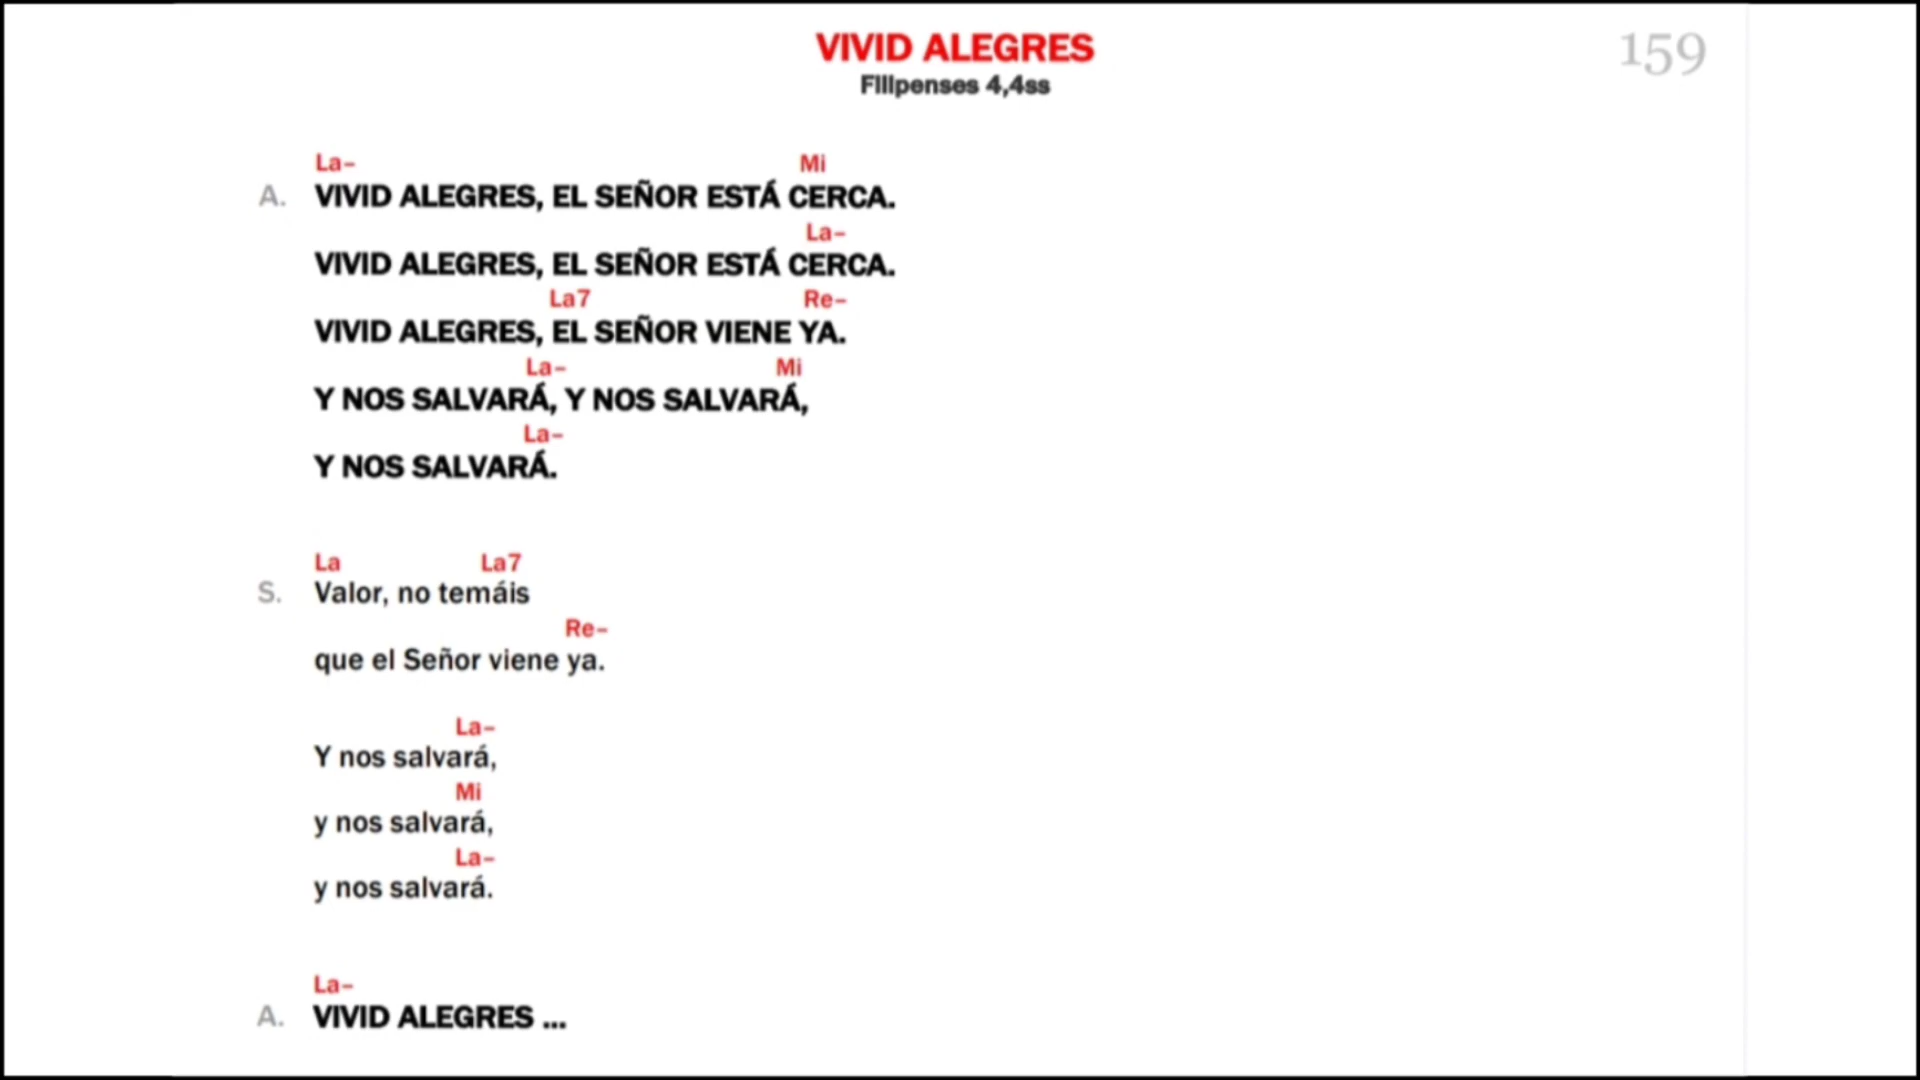 VIVID ALEGRES
159
Filipenses 4,4ss
La– Mi
A. VIVID ALEGRES, EL SEÑOR ESTÁ CERCA.
La–
VIVID ALEGRES, EL SEÑOR ESTÁ CERCA.
La7 Re–
VIVID ALEGRES, EL SEÑOR VIENE YA.
La– Mi
Y NOS SALVARÁ, Y NOS SALVARÁ,
La–
Y NOS SALVARÁ.
La La7
S. Valor, no temáis
Re–
que el Señor viene ya.
La–
Y nos salvará,
Mi
y nos salvará,
La–
y nos salvará.
La–
A. VIVID ALEGRES ...